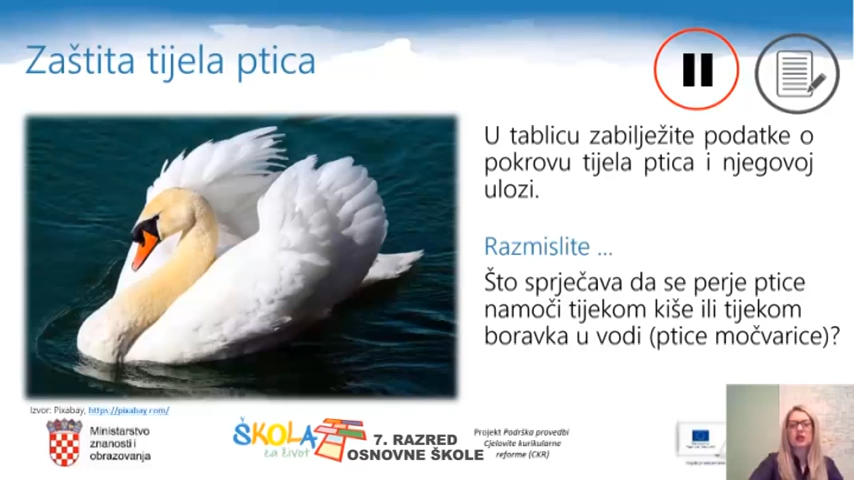 Zaštita tijela ptica
U tablicu zabilježite podatke o
pokrovu tijela ptica i njegovoj
ulozi.
Razmislite ...
Što sprječava da se perje ptice
namoči tijekom kiše ili tijekom
boravka u vodi (ptice močvarice)?
Izvor: Pixabay, https://pixabay.com/
Ministarstvo
znanosti i
obrazovanja
ŠKOLA
za život
7. RAZRED
OSNOVNE ŠKOLE
Projekt Podrška provedbi
Cjelovite kurikularne
reforme (CKR)